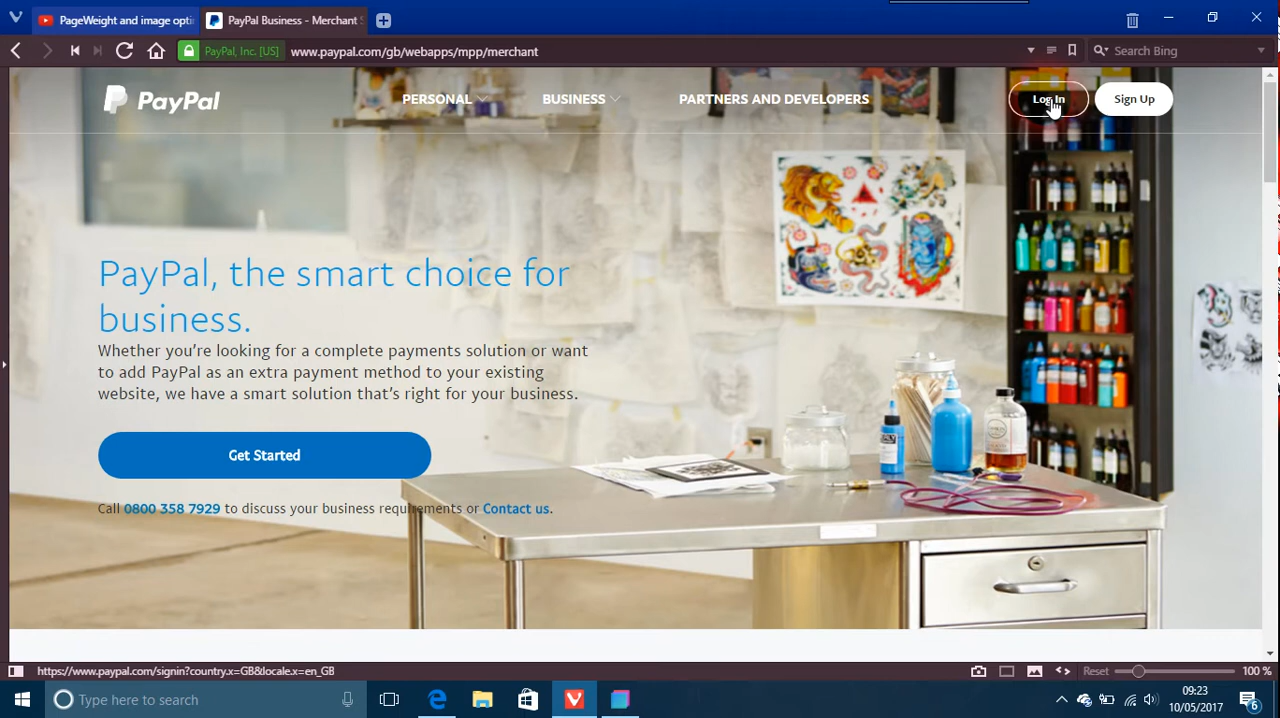 PageWeight and image opti
PayPal Business - Merchant S
PayPal, Inc. [US]
www.paypal.com/gb/webapps/mpp/merchant
Search Bing
PayPal
PERSONAL
BUSINESS
PARTNERS AND DEVELOPERS
Log In
Sign Up
PayPal, the smart choice for
business.
Whether you're looking for a complete payments solution or want
to add PayPal as an extra payment method to your existing
website, we have a smart solution that's right for your business.
Get Started
Call 0800 358 7929 to discuss your business requirements or Contact us.
https://www.paypal.com/signin?country.x=GB&locale.x=en_GB
Reset
100 %
Type here to search
09:23
10/05/2017
6